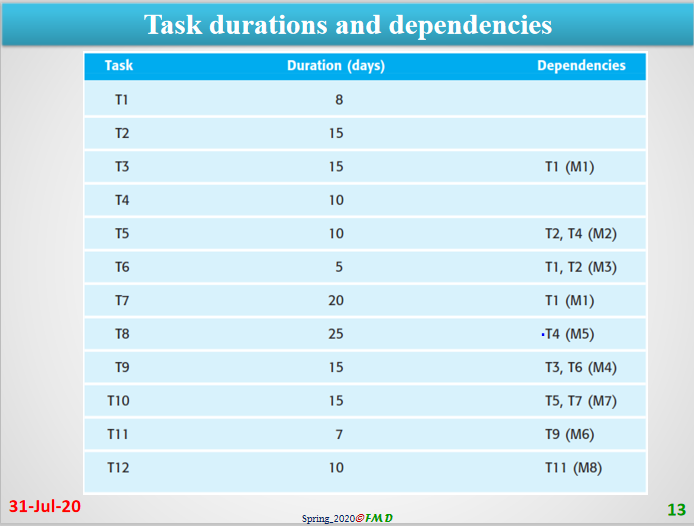 Task durations and dependencies
Task Duration (days) Dependencies
T1 8
T2 15
T3 15 T1 (M1)
T4 10
T5 10 T2, T4 (M2)
T6 5 T1, T2 (M3)
T7 20 T1 (M1)
T8 25 T4 (M5)
T9 15 T3, T6 (M4)
T10 15 T5, T7 (M7)
T11 7 T9 (M6)
T12 10 T11 (M8)
31-Jul-20 Spring_2020©FMD 13